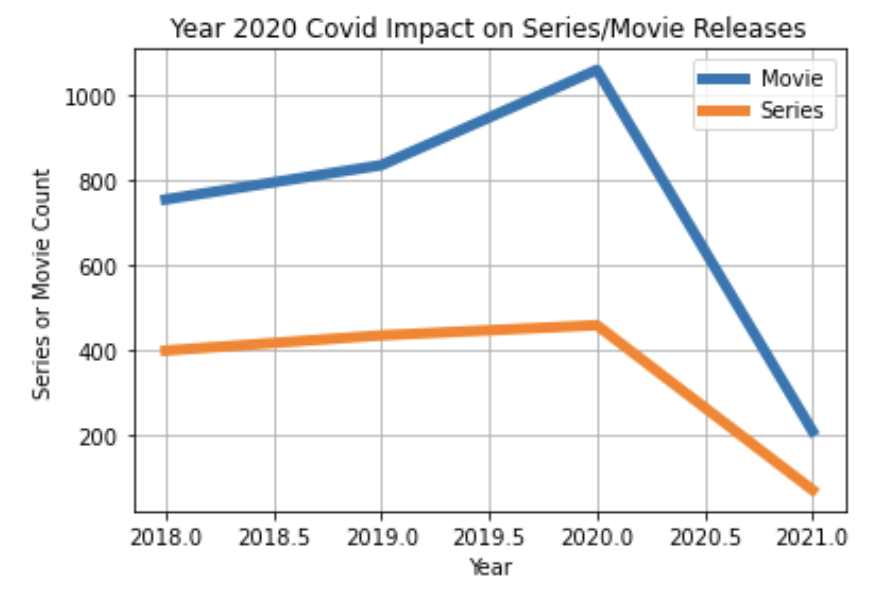 Year 2020 Covid Impact on Series/Movie Releases
Movie
Series
Series or Movie Count
1000
800
600
400
200
2018.0 2018.5 2019.0 2019.5 2020.0 2020.5 2021.0
Year